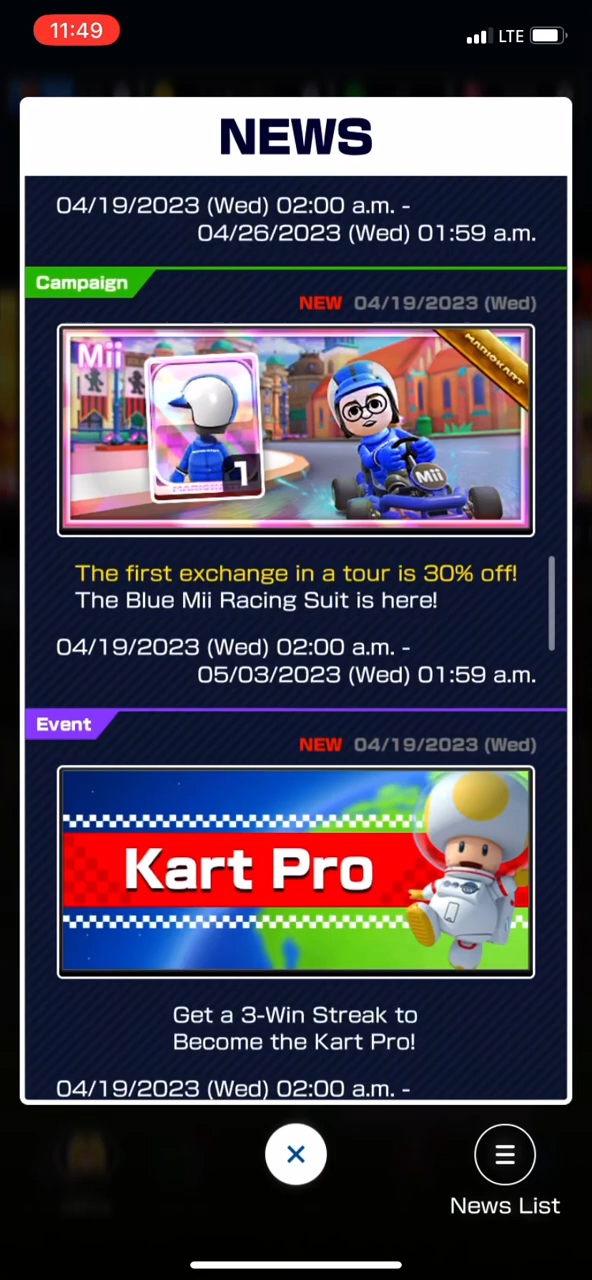 11:49
LTE
NEWS
04/19/2023 (Wed) 02:00 a.m. -
04/26/2023 (Wed) 01:59 a.m.
Campaign
NEW 04/19/2023 (Wed)
Mii
MARIOKART
1
Mii
The first exchange in a tour is 30% off!
The Blue Mii Racing Suit is here!
04/19/2023 (Wed) 02:00 a.m. -
05/03/2023 (Wed) 01:59 a.m.
Event
NEW 04/19/2023 (Wed)
Kart Pro
Get a 3-Win Streak to
Become the Kart Pro!
04/19/2023 (Wed) 02:00 a.m. -
News List